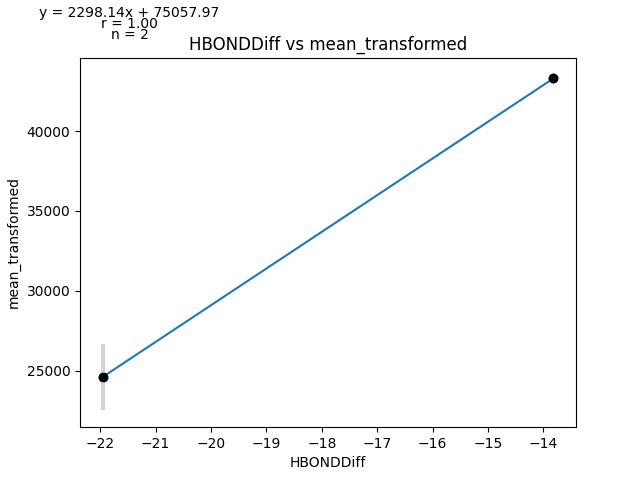 y = 2298.14x + 75057.97
r = 1.00
n = 2
HBONDDiff vs mean_transformed
40000
35000
30000
25000
mean_transformed
−22
−21
−20
−19
−18
−17
−16
−15
−14
HBONDDiff